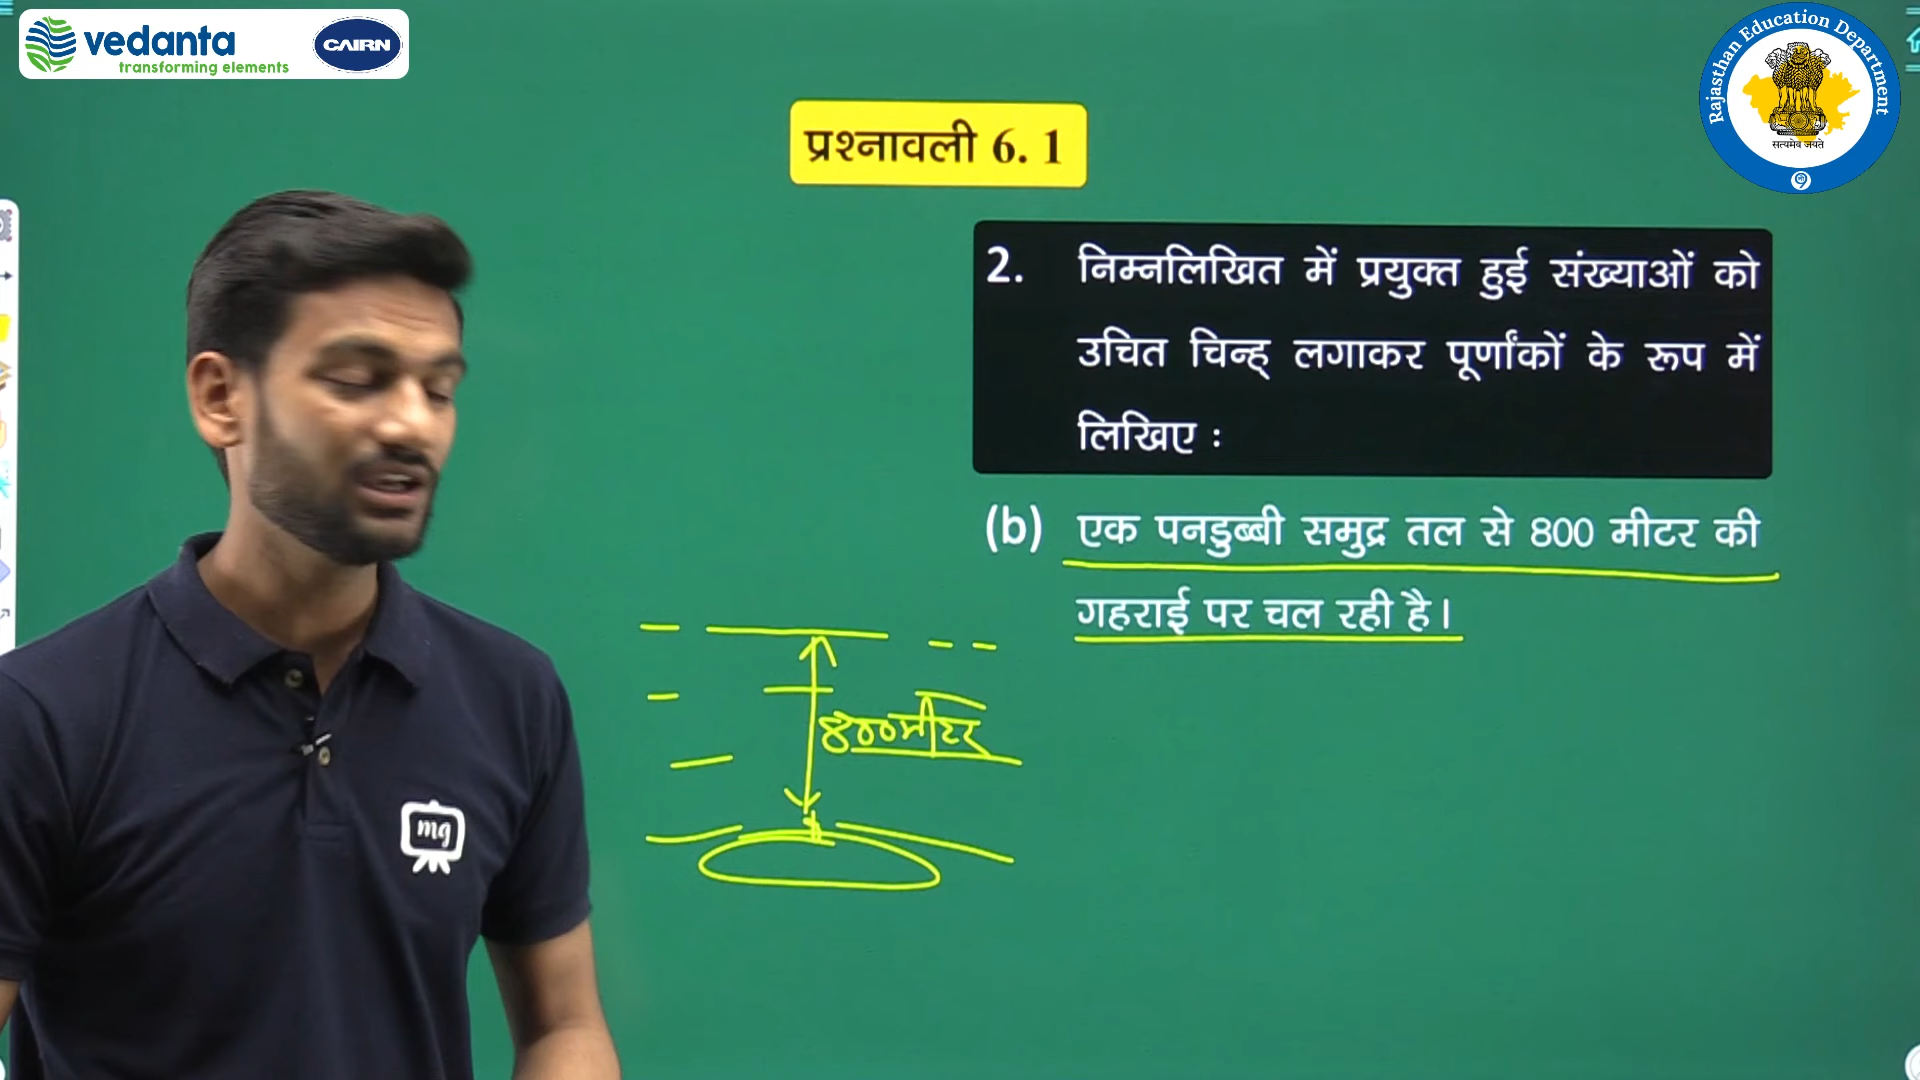 vedanta
transforming elements
CAIRN
Rajasthan Education Department
सत्यमेव जयते
प्रश्नावली 6. 1
2. निम्नलिखित में प्रयुक्त हुई संख्याओं को
उचित चिन्ह् लगाकर पूर्णांकों के रूप में
लिखिए :
(b) एक पनडुब्बी समुद्र तल से 800 मीटर की
गहराई पर चल रही है।
800मीटर
mg